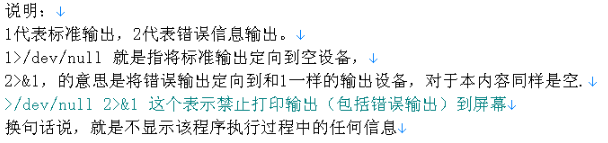 说明：↓
1代表标准输出，2代表错误信息输出。↓
1>/dev/null 就是指将标准输出定向到空设备，↓
2>&1，的意思是将错误输出定向到和1一样的输出设备，对于本内容同样是空.↓
>/dev/null 2>&1 这个表示禁止打印输出（包括错误输出）到屏幕↓
换句话说，就是不显示该程序执行过程中的任何信息↓